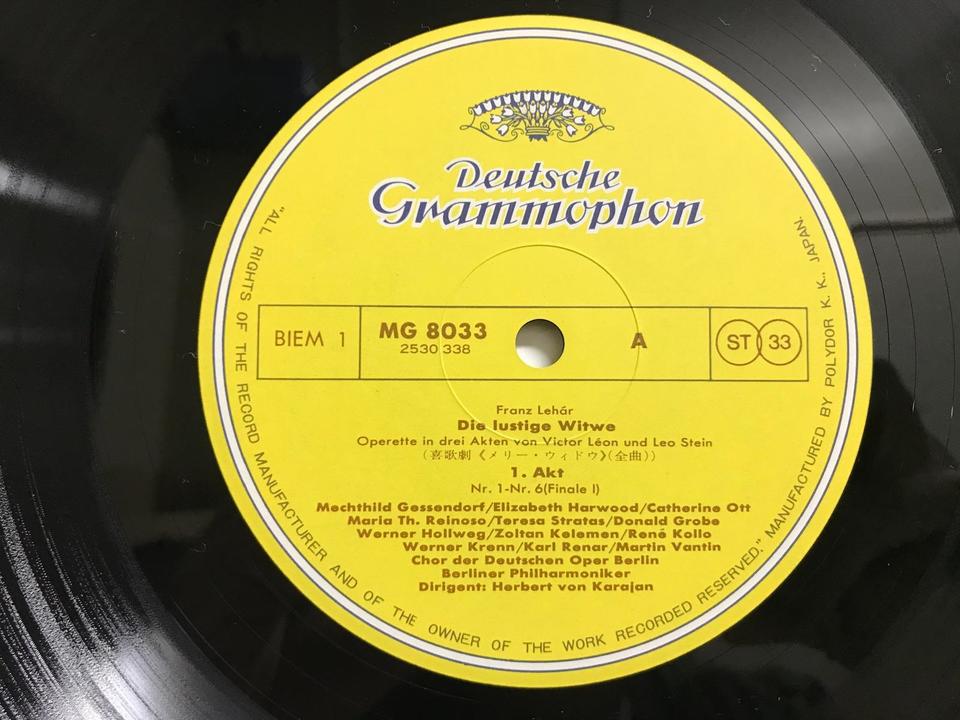 Deutsche
Grammophon
BIEM 1
MG 8033
2530 338
A
ST 33
Franz Lehár
Die lustige Witwe
Operette in drei Akten von Victor Léon und Leo Stein
(喜歌劇《メリー・ウィドウ》(全曲))
1. Akt
Nr. 1-Nr. 6(Finale I)
Mechthild Gessendorf/Elizabeth Harwood/Catherine Ott
Maria Th. Reinoso/Teresa Stratas/Donald Grobe
Werner Hollweg/Zoltan Kelemen/René Kollo
Werner Krenn/Karl Renar/Martin Vantin
Chor der Deutschen Oper Berlin
Berliner Philharmoniker
Dirigent: Herbert von Karajan
"ALL RIGHTS OF THE RECORD MANUFACTURER AND OF THE OWNER OF THE WORK RECORDED RESERVED." MANUFACTURED BY POLYDOR K. K., JAPAN.